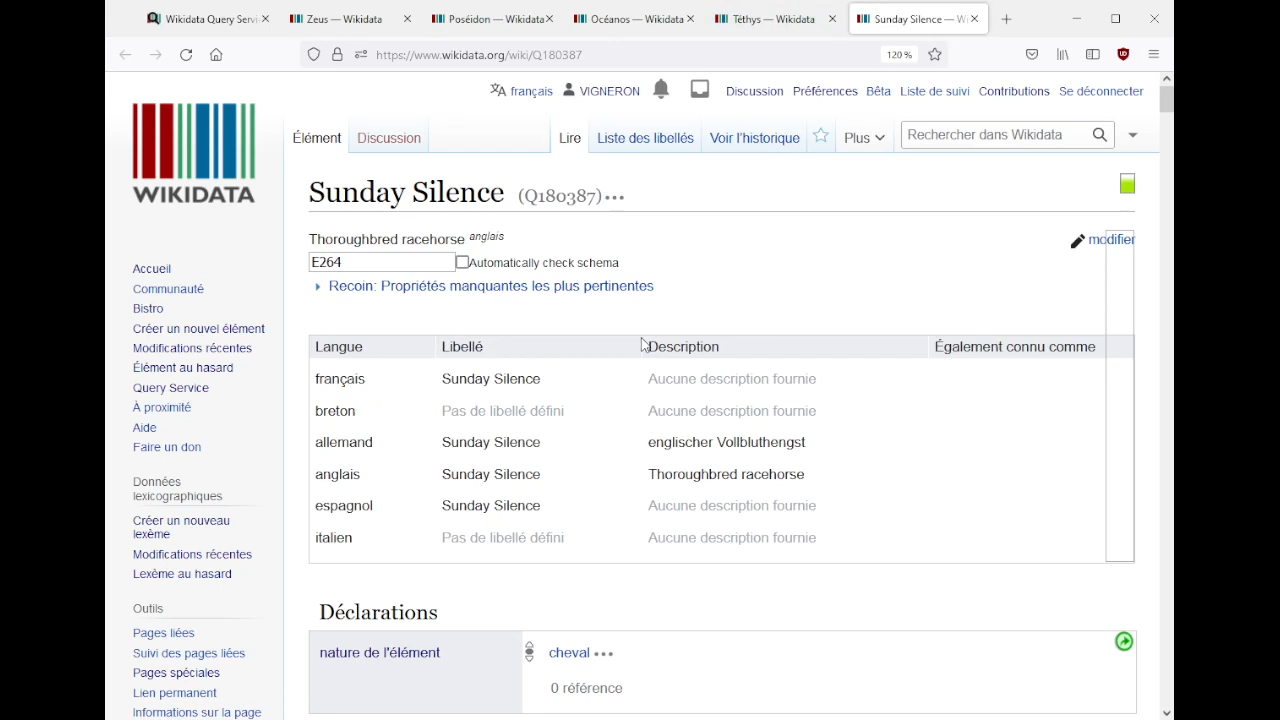 Wikidata Query Servi Zeus — Wikidata Poséidon — Wikidata Océanos — Wikidata Téthys — Wikidata Sunday Silence — Wi
https://www.wikidata.org/wiki/Q180387 120 %
français VIGNERON Discussion Préférences Bêta Liste de suivi Contributions Se déconnecter
WIKIDATA
Élément Discussion Lire Liste des libellés Voir l'historique Plus Rechercher dans Wikidata
Sunday Silence (Q180387)
Thoroughbred racehorse anglais
modifier
E264 Automatically check schema
Recoin: Propriétés manquantes les plus pertinentes
Langue Libellé Description Également connu comme
français Sunday Silence Aucune description fournie
breton Pas de libellé défini Aucune description fournie
allemand Sunday Silence englischer Vollbluthengst
anglais Sunday Silence Thoroughbred racehorse
espagnol Sunday Silence Aucune description fournie
italien Pas de libellé défini Aucune description fournie
Déclarations
nature de l'élément cheval
0 référence
Accueil
Communauté
Bistro
Créer un nouvel élément
Modifications récentes
Élément au hasard
Query Service
À proximité
Aide
Faire un don
Données
lexicographiques
Créer un nouveau
lexème
Modifications récentes
Lexème au hasard
Outils
Pages liées
Suivi des pages liées
Pages spéciales
Lien permanent
Informations sur la page